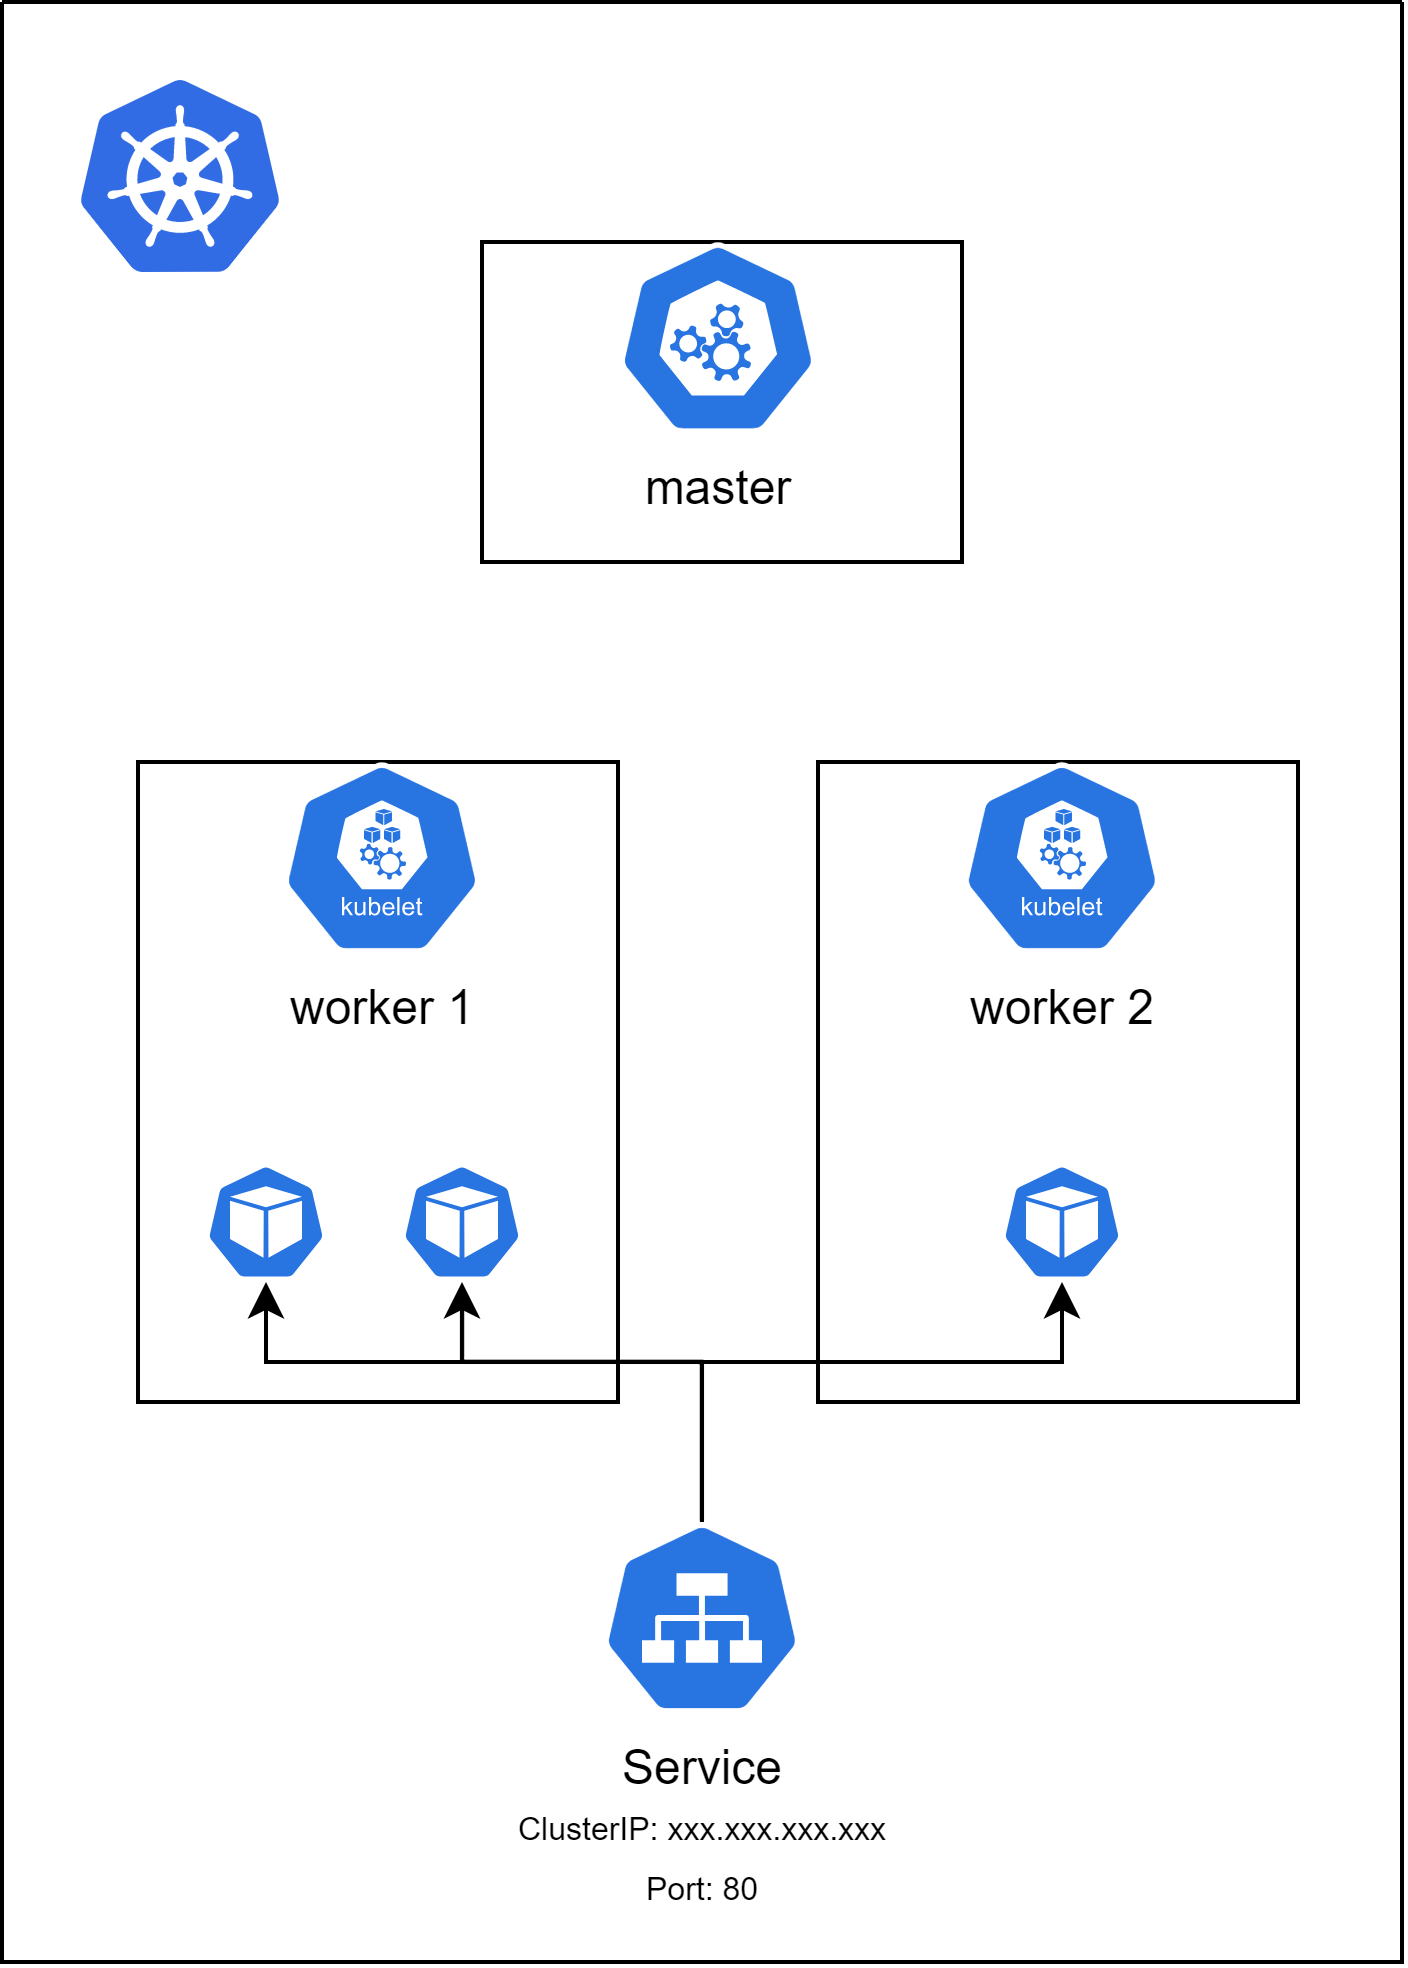 master
kubelet
worker 1
kubelet
worker 2
Service
ClusterIP: xxx.xxx.xxx.xxx
Port: 80